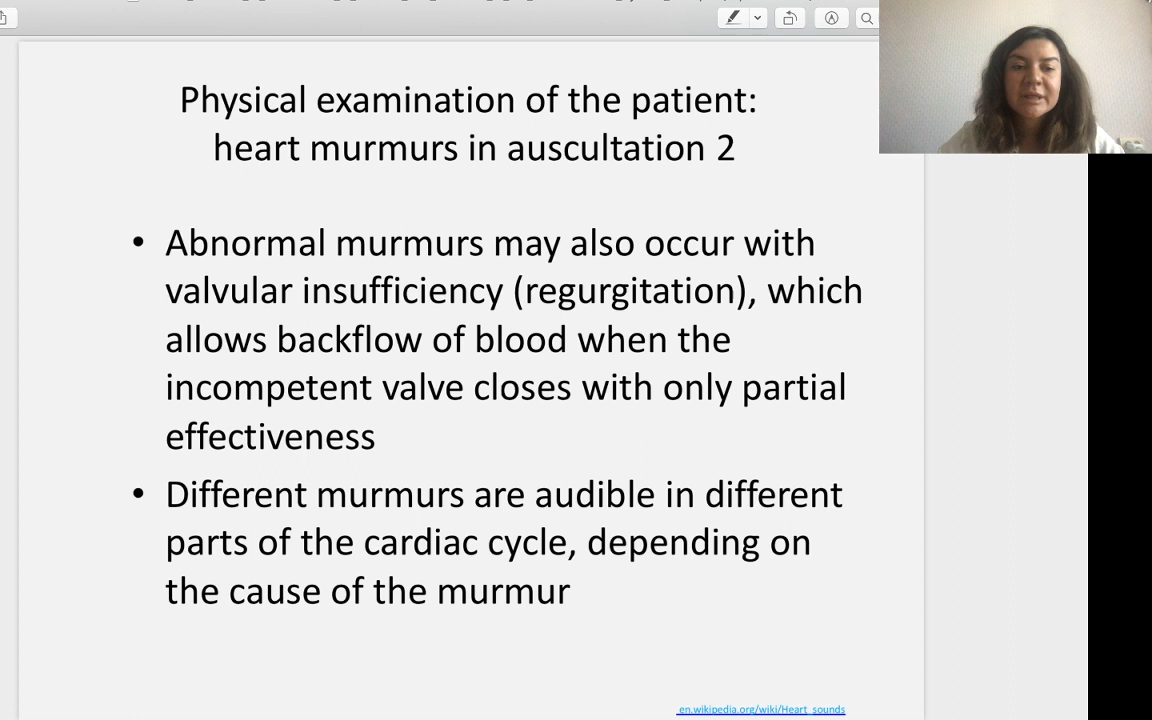 Physical examination of the patient:
heart murmurs in auscultation 2
• Abnormal murmurs may also occur with
valvular insufficiency (regurgitation), which
allows backflow of blood when the
incompetent valve closes with only partial
effectiveness
• Different murmurs are audible in different
parts of the cardiac cycle, depending on
the cause of the murmur
en.wikipedia.org/wiki/Heart_sounds